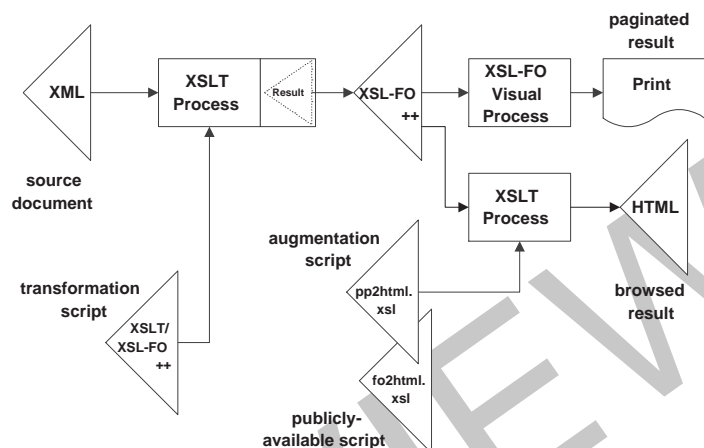 paginated
result
XML
XSLT
Process
Result
XSL-FO
++
XSL-FO
Visual
Process
Print
source
document
XSLT
Process
HTML
augmentation
script
transformation
script
pp2html.
xsl
browsed
result
XSLT/
XSL-FO
++
fo2html.
xsl
publicly-
available script